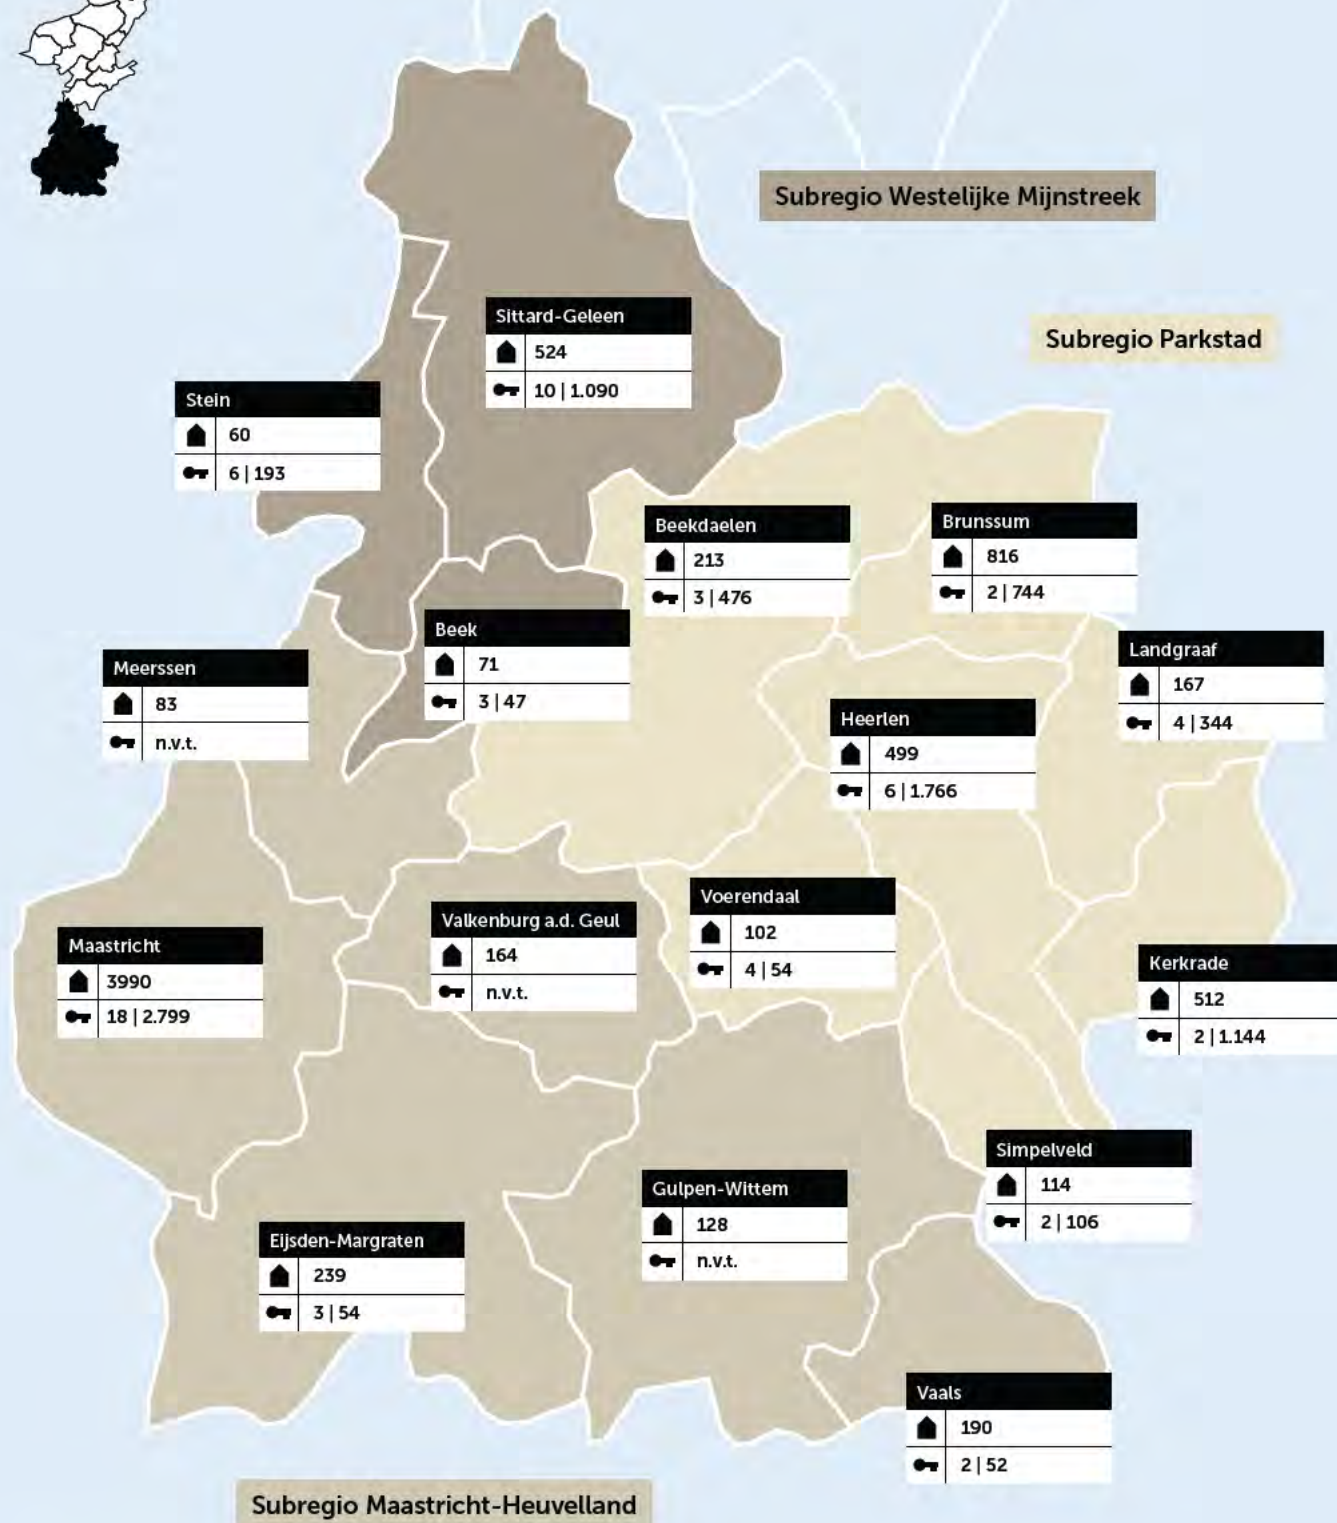 Subregio Westelijke Mijnstreek
Sittard-Geleen
524
10 | 1.090
Subregio Parkstad
Stein
60
6 | 193
Beekdaelen
213
3 | 476
Brunssum
816
2 | 744
Beek
71
3 | 47
Landgraaf
167
4 | 344
Meerssen
83
n.v.t.
Heerlen
499
6 | 1.766
Voerendaal
102
4 | 54
Valkenburg a.d. Geul
164
n.v.t.
Maastricht
3990
18 | 2.799
Kerkrade
512
2 | 1.144
Simpelveld
114
2 | 106
Gulpen-Wittem
128
n.v.t.
Eijsden-Margraten
239
3 | 54
Vaals
190
2 | 52
Subregio Maastricht-Heuvelland